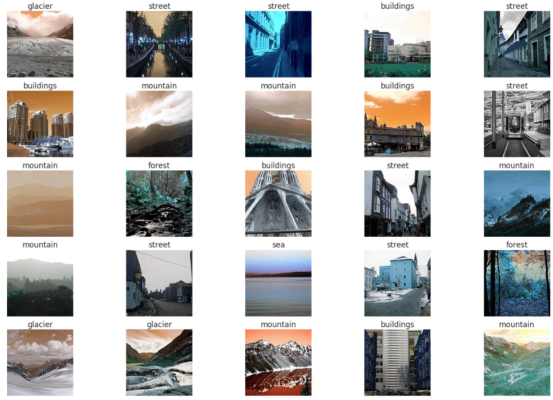 glacier street street buildings street
buildings mountain mountain buildings street
mountain forest buildings street mountain
mountain street sea street forest
glacier glacier mountain buildings mountain